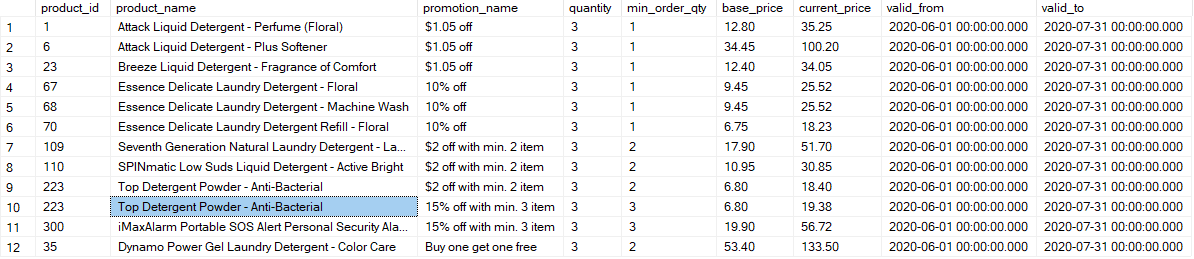 product_id product_name promotion_name quantity min_order_qty base_price current_price valid_from valid_to
1 1 Attack Liquid Detergent - Perfume (Floral) $1.05 off 3 1 12.80 35.25 2020-06-01 00:00:00.000 2020-07-31 00:00:00.000
2 6 Attack Liquid Detergent - Plus Softener $1.05 off 3 1 34.45 100.20 2020-06-01 00:00:00.000 2020-07-31 00:00:00.000
3 23 Breeze Liquid Detergent - Fragrance of Comfort $1.05 off 3 1 12.40 34.05 2020-06-01 00:00:00.000 2020-07-31 00:00:00.000
4 67 Essence Delicate Laundry Detergent - Floral 10% off 3 1 9.45 25.52 2020-06-01 00:00:00.000 2020-07-31 00:00:00.000
5 68 Essence Delicate Laundry Detergent - Machine Wash 10% off 3 1 9.45 25.52 2020-06-01 00:00:00.000 2020-07-31 00:00:00.000
6 70 Essence Delicate Laundry Detergent Refill - Floral 10% off 3 1 6.75 18.23 2020-06-01 00:00:00.000 2020-07-31 00:00:00.000
7 109 Seventh Generation Natural Laundry Detergent - La... $2 off with min. 2 item 3 2 17.90 51.70 2020-06-01 00:00:00.000 2020-07-31 00:00:00.000
8 110 SPINmatic Low Suds Liquid Detergent - Active Bright $2 off with min. 2 item 3 2 10.95 30.85 2020-06-01 00:00:00.000 2020-07-31 00:00:00.000
9 223 Top Detergent Powder - Anti-Bacterial $2 off with min. 2 item 3 2 6.80 18.40 2020-06-01 00:00:00.000 2020-07-31 00:00:00.000
10 223 Top Detergent Powder - Anti-Bacterial 15% off with min. 3 item 3 3 6.80 19.38 2020-06-01 00:00:00.000 2020-07-31 00:00:00.000
11 300 iMaxAlarm Portable SOS Alert Personal Security Ala... 15% off with min. 3 item 3 3 19.90 56.72 2020-06-01 00:00:00.000 2020-07-31 00:00:00.000
12 35 Dynamo Power Gel Laundry Detergent - Color Care Buy one get one free 3 2 53.40 133.50 2020-06-01 00:00:00.000 2020-07-31 00:00:00.000